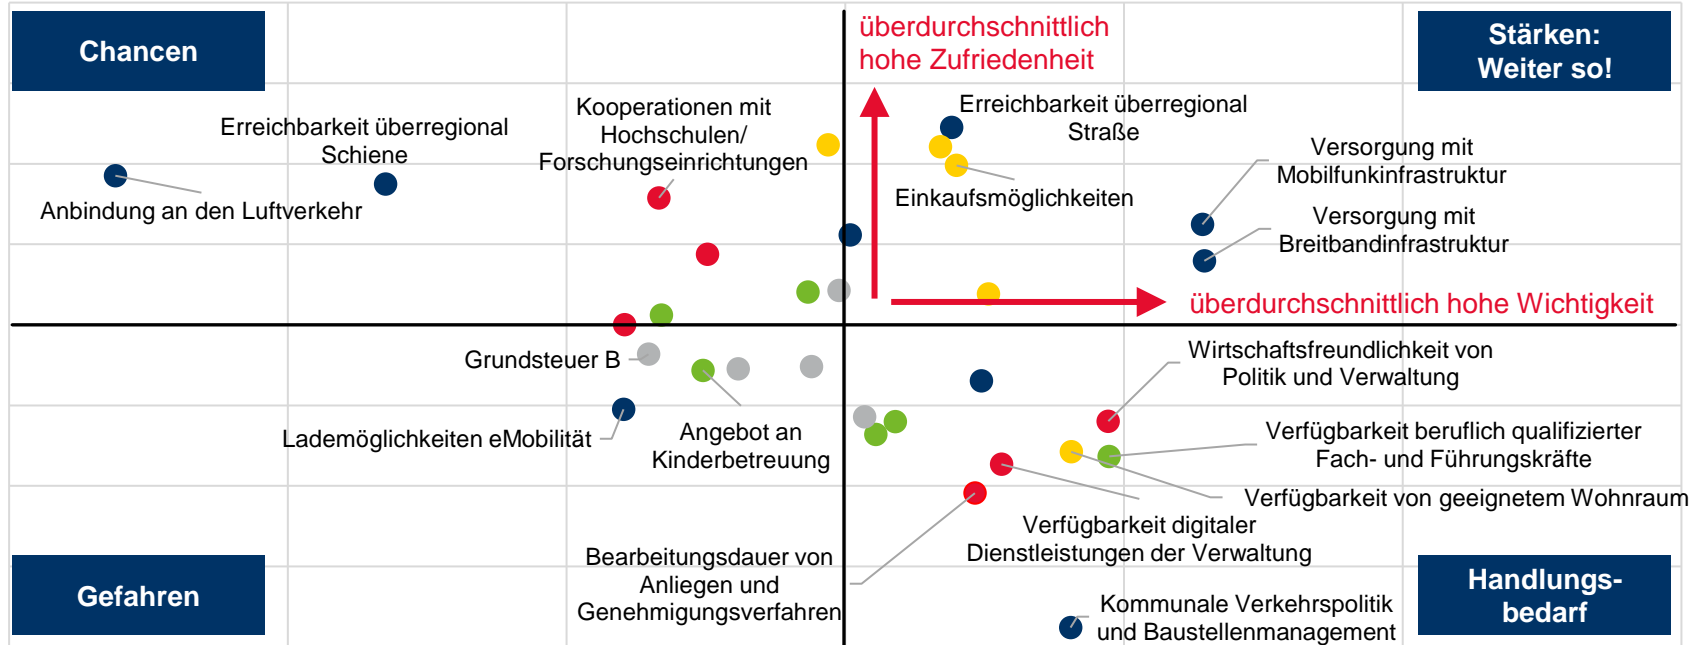 Chancen
überdurchschnittlich
hohe Zufriedenheit
Stärken:
Weiter so!
Erreichbarkeit überregional
Schiene
Kooperationen mit
Hochschulen/
Forschungseinrichtungen
Erreichbarkeit überregional
Straße
Versorgung mit
Mobilfunkinfrastruktur
Anbindung an den Luftverkehr
Einkaufsmöglichkeiten
Versorgung mit
Breitbandinfrastruktur
überdurchschnittlich hohe Wichtigkeit
Grundsteuer B
Wirtschaftsfreundlichkeit von
Politik und Verwaltung
Lademöglichkeiten eMobilität
Angebot an
Kinderbetreuung
Verfügbarkeit beruflich qualifizierter
Fach- und Führungskräfte
Verfügbarkeit von geeignetem Wohnraum
Verfügbarkeit digitaler
Dienstleistungen der Verwaltung
Bearbeitungsdauer von
Anliegen und
Genehmigungsverfahren
Gefahren
Kommunale Verkehrspolitik
und Baustellenmanagement
Handlungs-
bedarf